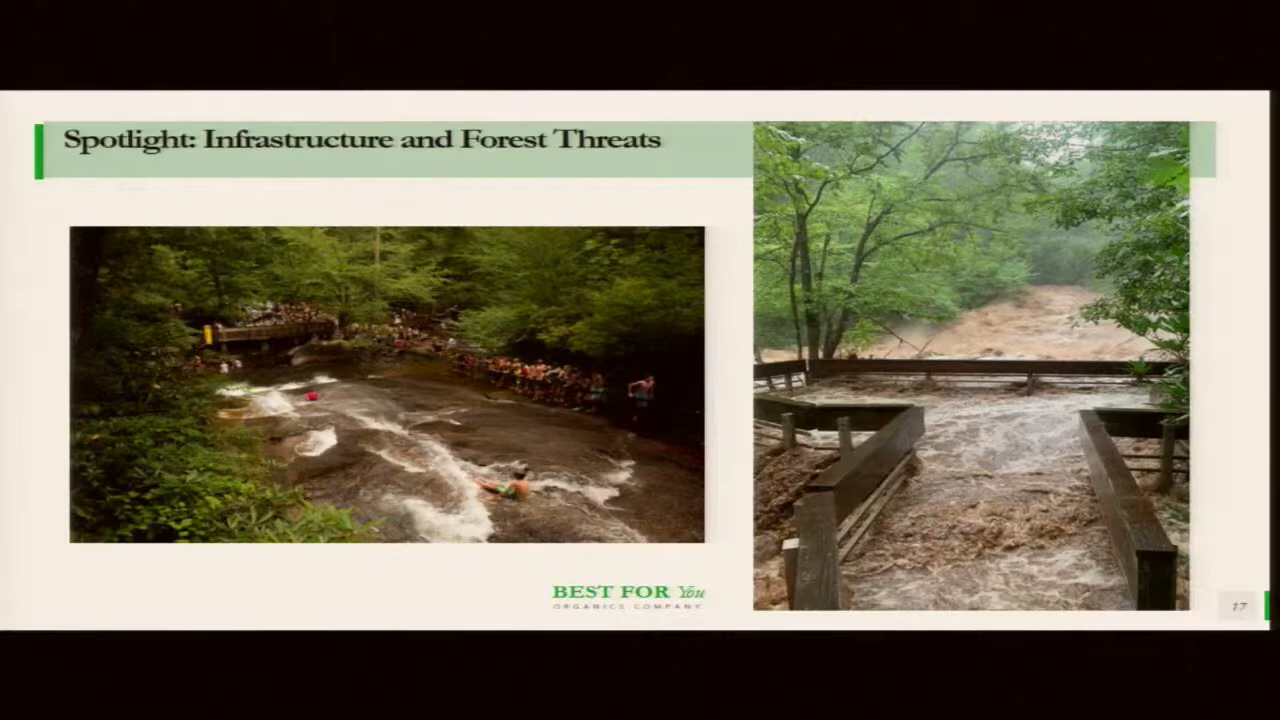 Spotlight: Infrastructure and Forest Threats
BEST FOR You
ORGANICS COMPANY
17